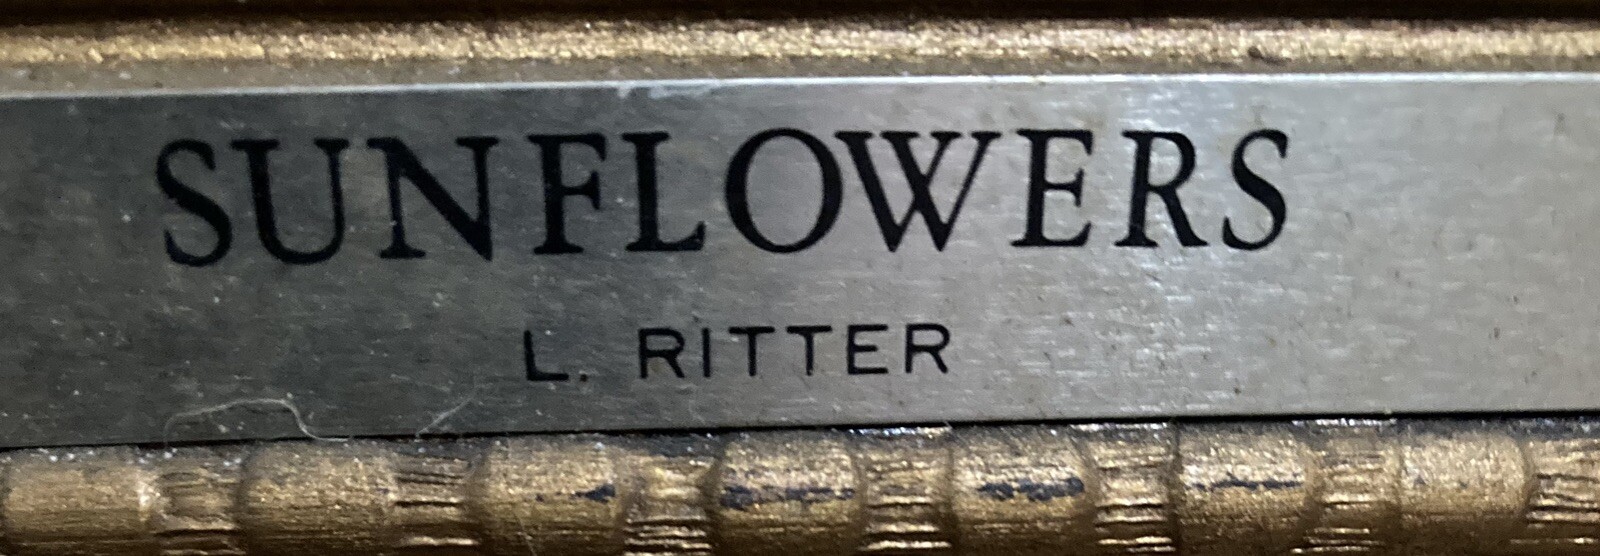 SUNFLOWERS
L. RITTER